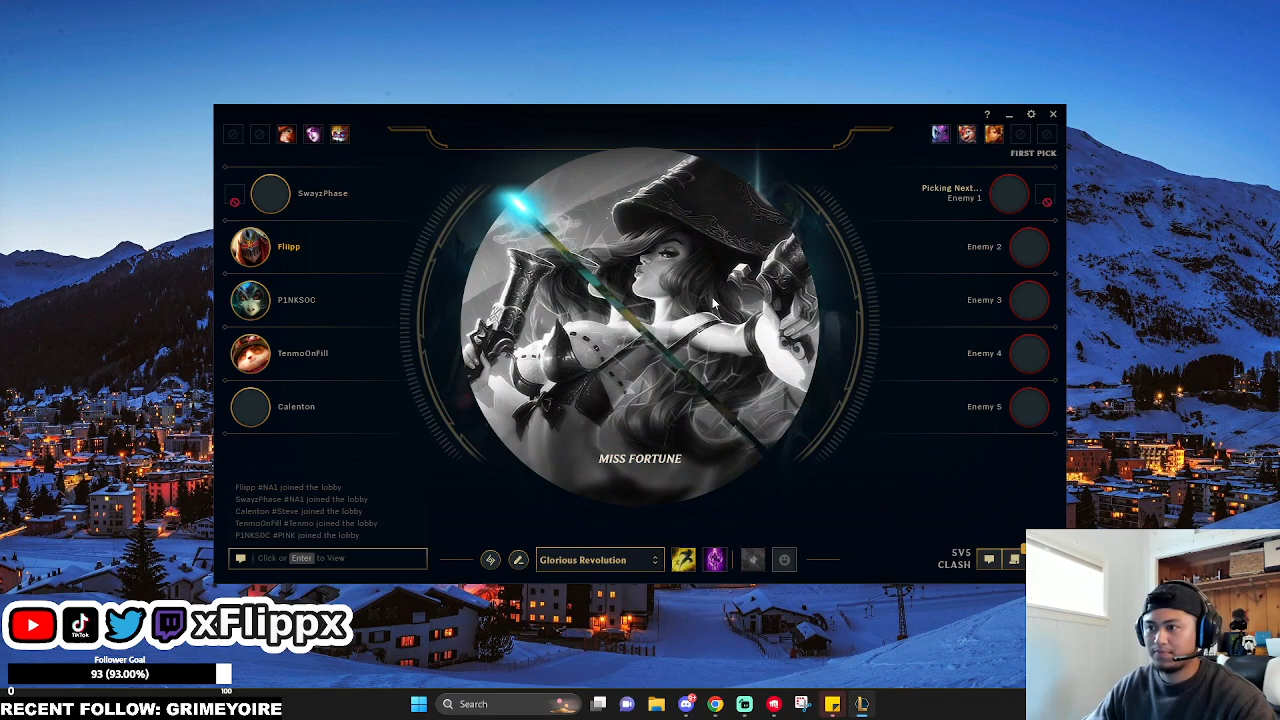 FIRST PICK
SwayzPhase
Picking Next...
Enemy 1
Fliipp
Enemy 2
P1NKSOC
Enemy 3
TenmoOnFill
Enemy 4
Calenton
Enemy 5
MISS FORTUNE
Fliipp #NA1 joined the lobby
SwayzPhase #NA1 joined the lobby
Calenton #Steve joined the lobby
TenmoOnFill #Tenmo joined the lobby
P1NKSOC #PINK joined the lobby
Click or Enter to View
Glorious Revolution
5V5
CLASH
TikTok
xFlippx
Follower Goal
93 (93.00%)
0
100
RECENT FOLLOW: GRIMEYOIRE
Search